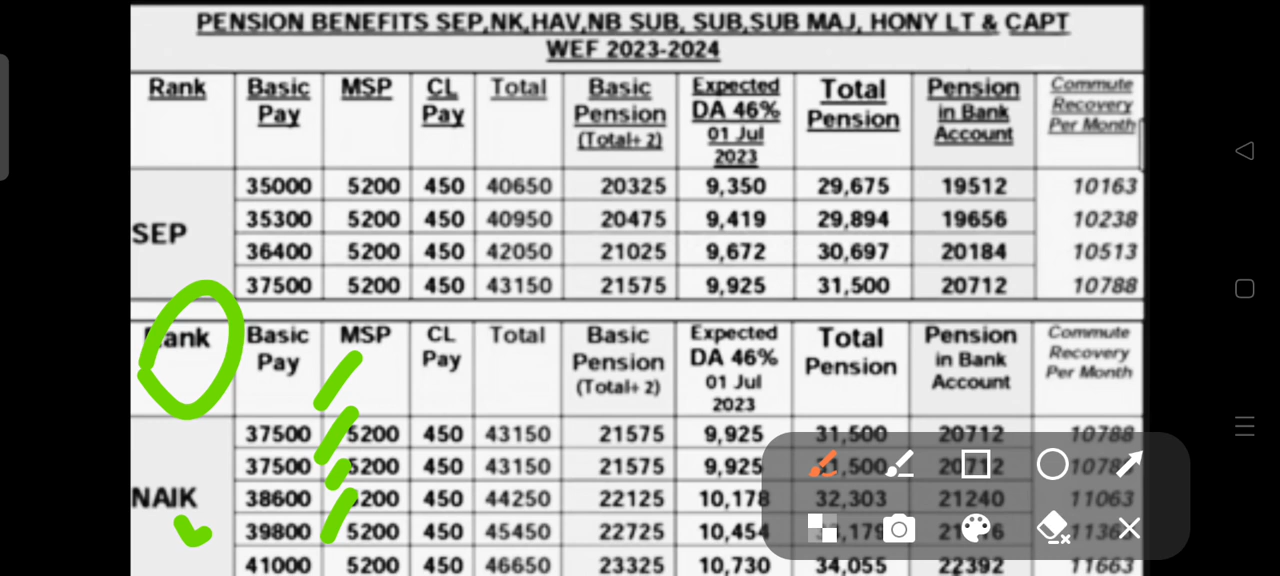 PENSION BENEFITS SEP,NK,HAV,NB SUB, SUB,SUB MAJ, HONY LT & CAPT
WEF 2023-2024
Rank Basic Pay MSP CL Pay Total Basic Pension (Total÷2) Expected DA 46% 01 Jul 2023 Total Pension Pension in Bank Account Commute Recovery Per Month
SEP
35000 5200 450 40650 20325 9,350 29,675 19512 10163
35300 5200 450 40950 20475 9,419 29,894 19656 10238
36400 5200 450 42050 21025 9,672 30,697 20184 10513
37500 5200 450 43150 21575 9,925 31,500 20712 10788
Rank Basic Pay MSP CL Pay Total Basic Pension (Total÷2) Expected DA 46% 01 Jul 2023 Total Pension Pension in Bank Account Commute Recovery Per Month
NAIK
37500 5200 450 43150 21575 9,925 31,500 20712 10788
37500 5200 450 43150 21575 9,925 20712
38600 5200 450 44250 22125 10,178 32,303 21240 11063
39800 5200 450 45450 22725 10,454
41000 5200 450 46650 23325 10,730 34,055 22392 11663